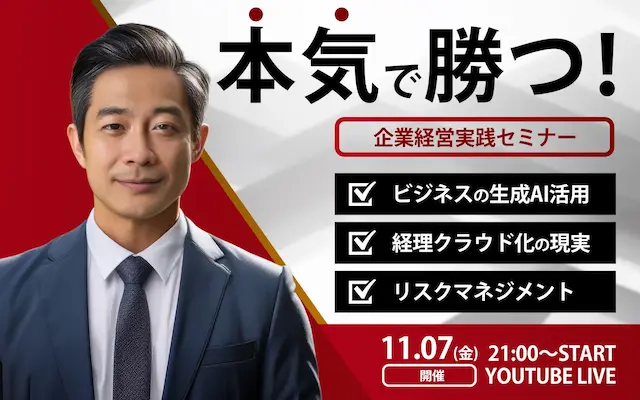 本気で勝つ！
企業経営実践セミナー
ビジネスの生成AI活用
経理クラウド化の現実
リスクマネジメント
11.07(金) 21:00～START
開催 YOUTUBE LIVE